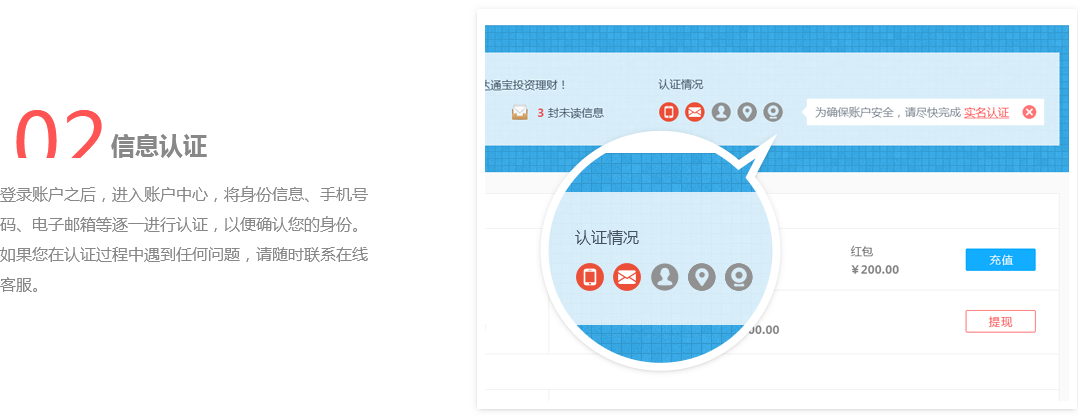 02 信息认证
登录账户之后，进入账户中心，将身份信息、手机号
码、电子邮箱等逐一进行认证，以便确认您的身份。
如果您在认证过程中遇到任何问题，请随时联系在线
客服。
达通宝投资理财！
认证情况
3 封未读信息
为确保账户安全，请尽快完成 实名认证
认证情况
红包
￥200.00
充值
00.00
提现